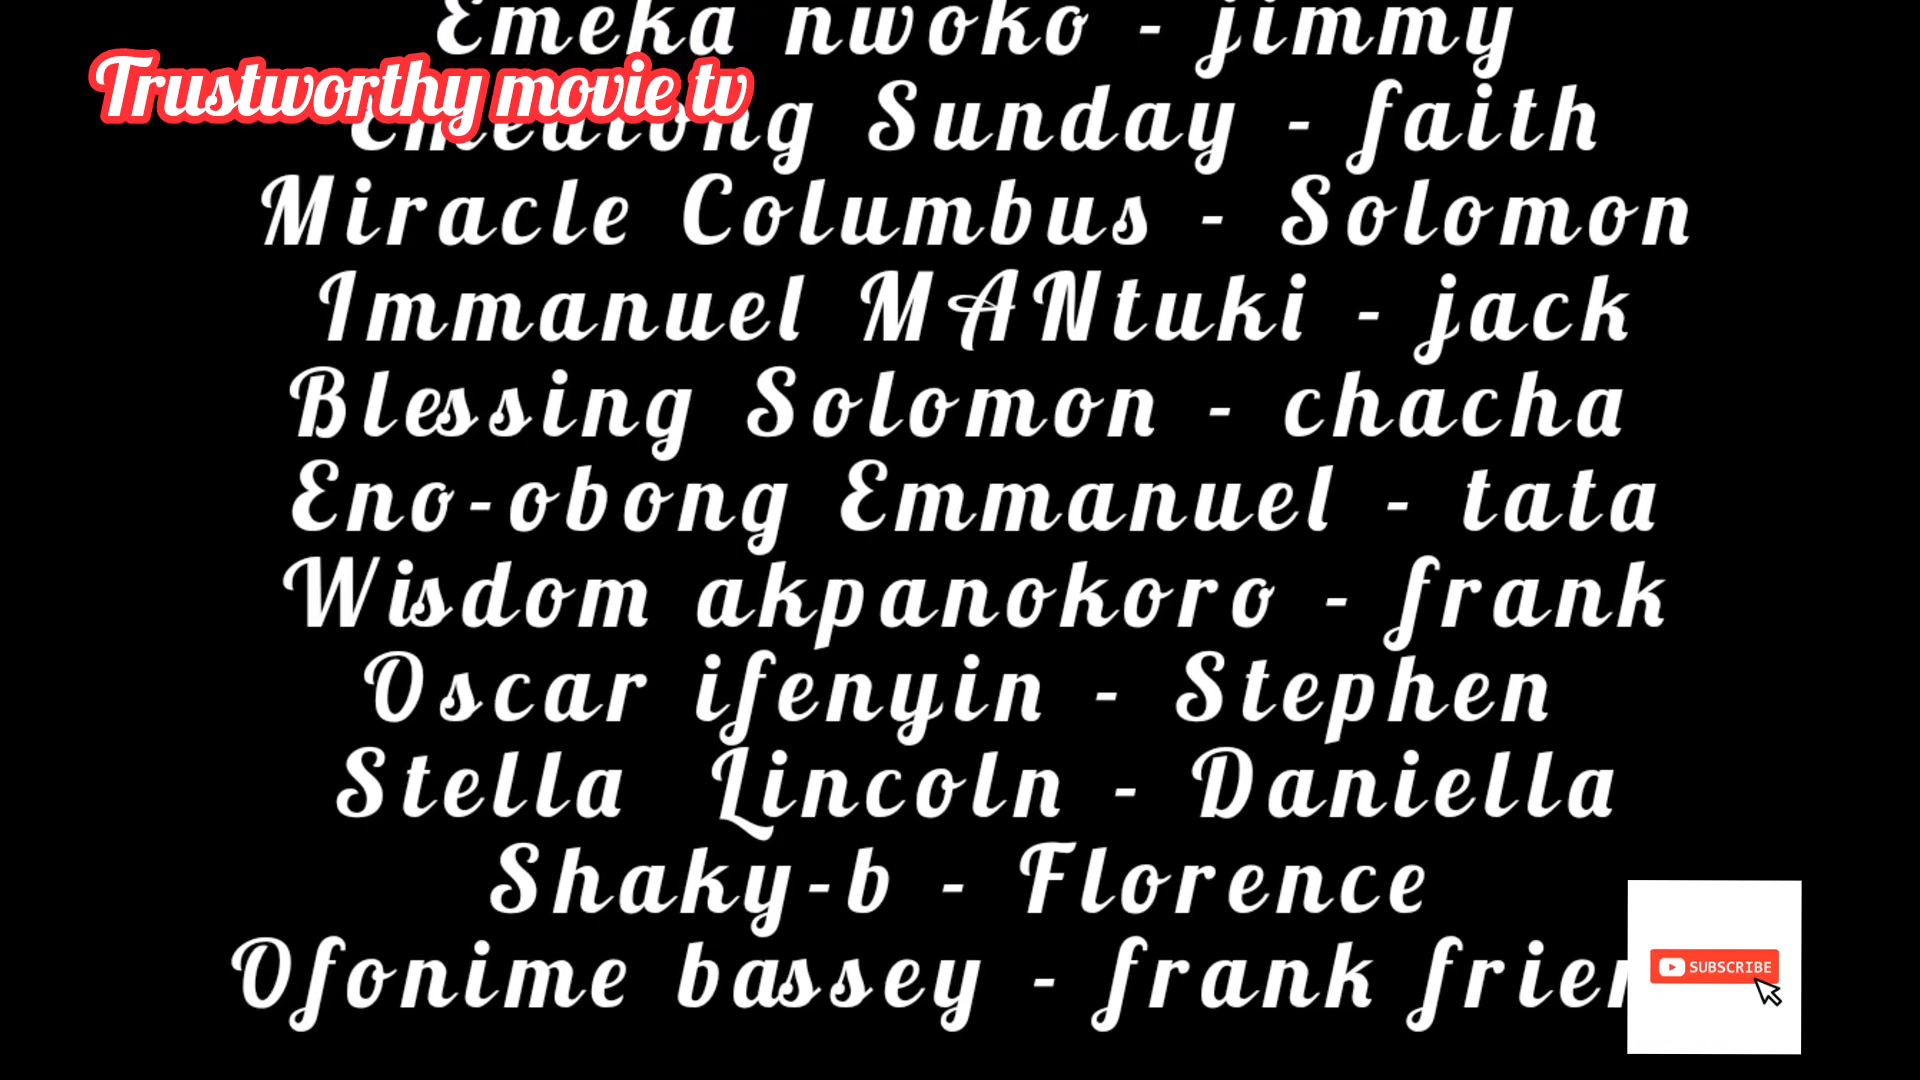 Emeka nwoko - jimmy
Trustworthy movie tv
Sunday - faith
Miracle Columbus - Solomon
Immanuel MANtuki - jack
Blessing Solomon - chacha
Eno-obong Emmanuel - tata
Wisdom akpanokoro - frank
Oscar ifenyin - Stephen
Stella Lincoln - Daniella
Shaky-b - Florence
Ofonime bassey - frank
SUBSCRIBE